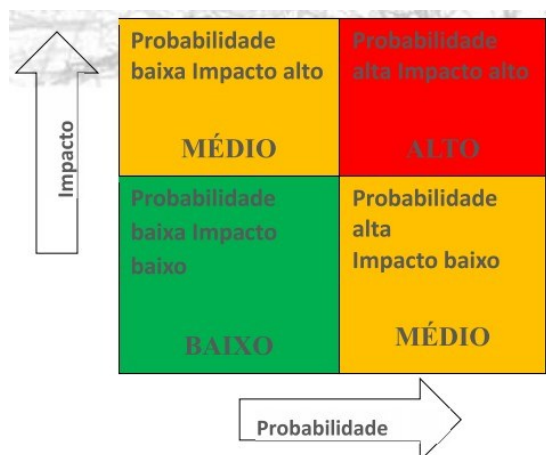 Probabilidade
baixa Impacto alto
MÉDIO
Probabilidade
alta Impacto alto
ALTO
Impacto
Probabilidade
baixa Impacto
baixo
BAIXO
Probabilidade
alta
Impacto baixo
MÉDIO
Probabilidade